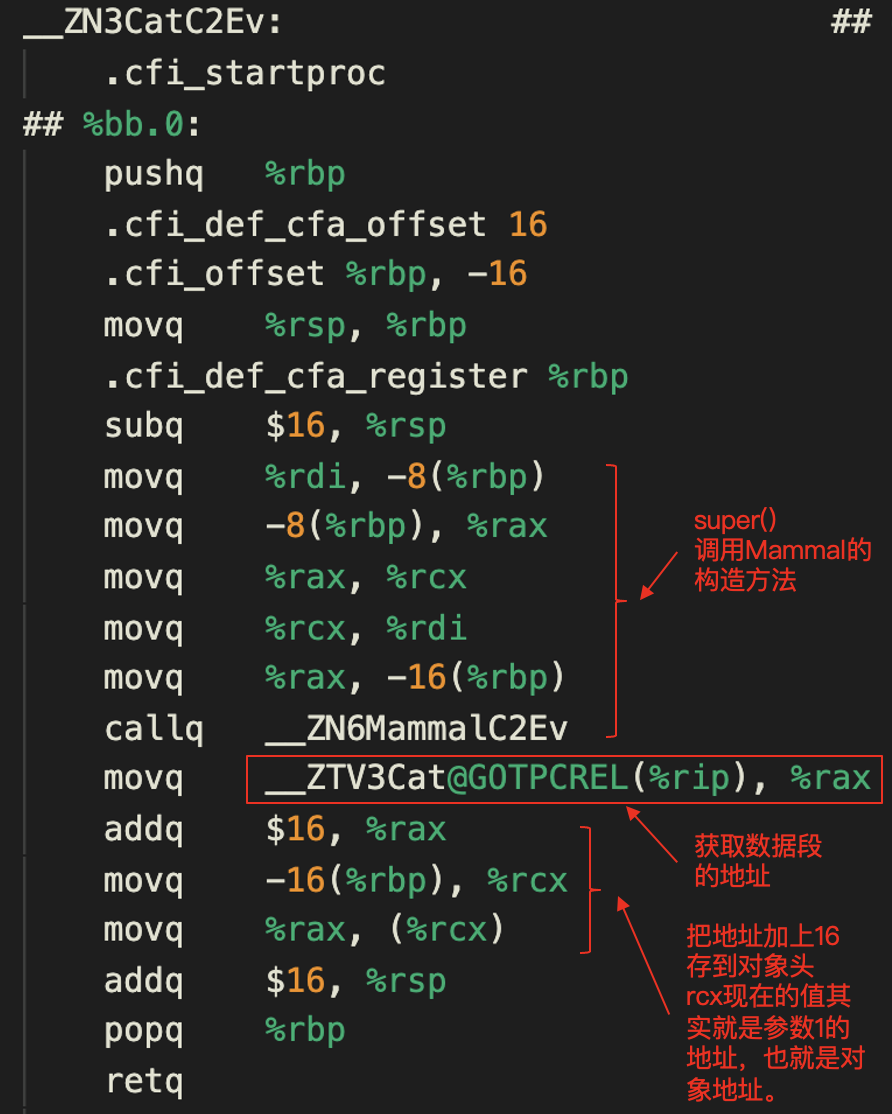 __ZN3CatC2Ev: ##
.cfi_startproc
## %bb.0:
pushq %rbp
.cfi_def_cfa_offset 16
.cfi_offset %rbp, -16
movq %rsp, %rbp
.cfi_def_cfa_register %rbp
subq $16, %rsp
movq %rdi, -8(%rbp)
movq -8(%rbp), %rax
movq %rax, %rcx
movq %rcx, %rdi
movq %rax, -16(%rbp)
callq __ZN6MammalC2Ev
movq __ZTV3Cat@GOTPCREL(%rip), %rax
addq $16, %rax
movq -16(%rbp), %rcx
movq %rax, (%rcx)
addq $16, %rsp
popq %rbp
retq
super()
调用Mammal的
构造方法
获取数据段
的地址
把地址加上16
存到对象头
rcx现在的值其
实就是参数1的
地址，也就是对
象地址。